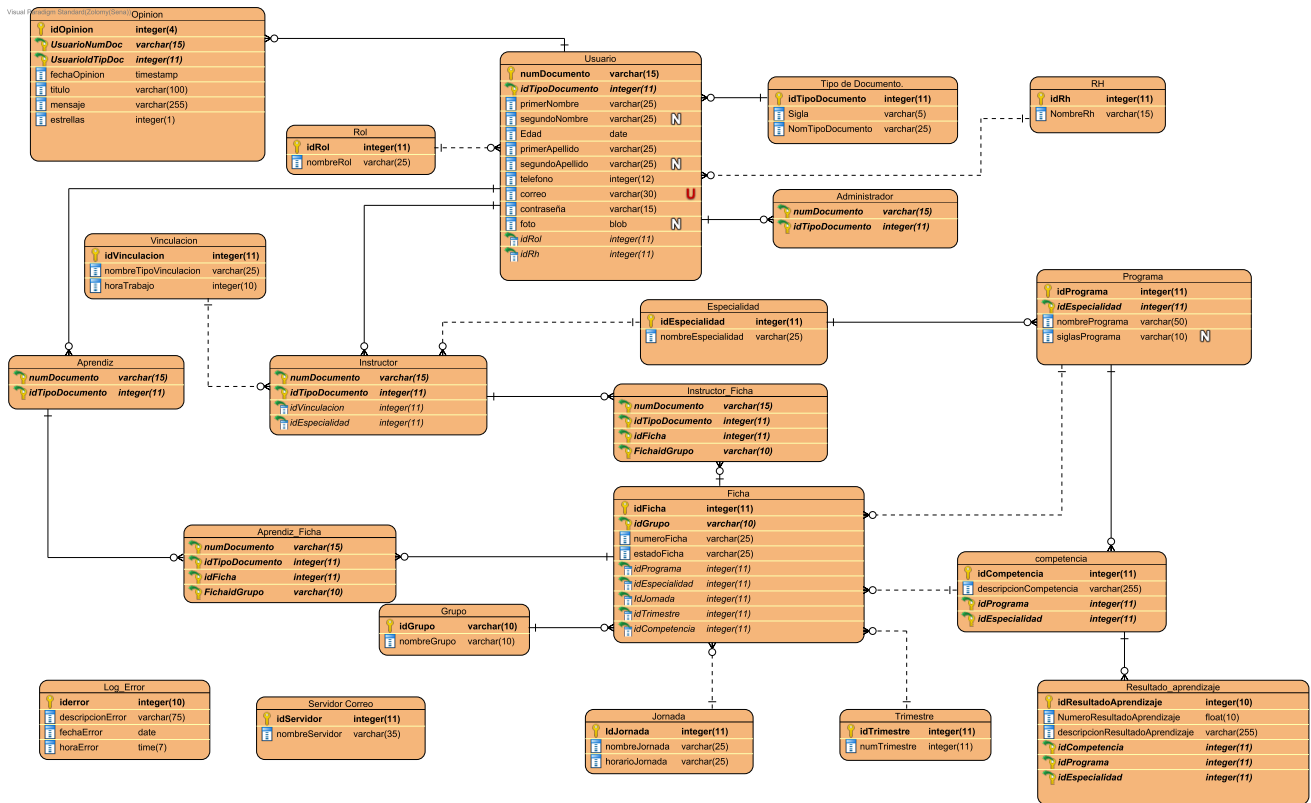 Visual Paradigm Standard(Zolomy(Sena))
Opinion
idOpinion integer(4)
UsuarioNumDoc varchar(15)
UsuarioIdTipDoc integer(11)
fechaOpinion timestamp
titulo varchar(100)
mensaje varchar(255)
estrellas integer(1)
Usuario
numDocumento varchar(15)
idTipoDocumento integer(11)
primerNombre varchar(25)
segundoNombre varchar(25) N
Edad date
primerApellido varchar(25)
segundoApellido varchar(25) N
telefono integer(12)
correo varchar(30) U
contraseña varchar(15)
foto blob N
idRol integer(11)
idRh integer(11)
Tipo de Documento.
idTipoDocumento integer(11)
Sigla varchar(5)
NomTipoDocumento varchar(25)
RH
idRh integer(11)
NombreRh varchar(15)
Rol
idRol integer(11)
nombreRol varchar(25)
Administrador
numDocumento varchar(15)
idTipoDocumento integer(11)
Vinculacion
idVinculacion integer(11)
nombreTipoVinculacion varchar(25)
horaTrabajo integer(10)
Programa
idPrograma integer(11)
idEspecialidad integer(11)
nombrePrograma varchar(50)
siglasPrograma varchar(10) N
Especialidad
idEspecialidad integer(11)
nombreEspecialidad varchar(25)
Aprendiz
numDocumento varchar(15)
idTipoDocumento integer(11)
Instructor
numDocumento varchar(15)
idTipoDocumento integer(11)
idVinculacion integer(11)
idEspecialidad integer(11)
Instructor_Ficha
numDocumento varchar(15)
idTipoDocumento integer(11)
idFicha integer(11)
FichaidGrupo varchar(10)
Ficha
idFicha integer(11)
idGrupo varchar(10)
numeroFicha varchar(25)
estadoFicha varchar(25)
idPrograma integer(11)
idEspecialidad integer(11)
IdJornada integer(11)
idTrimestre integer(11)
idCompetencia integer(11)
Aprendiz_Ficha
numDocumento varchar(15)
idTipoDocumento integer(11)
idFicha integer(11)
FichaidGrupo varchar(10)
competencia
idCompetencia integer(11)
descripcionCompetencia varchar(255)
idPrograma integer(11)
idEspecialidad integer(11)
Grupo
idGrupo varchar(10)
nombreGrupo varchar(10)
Log_Error
iderror integer(10)
descripcionError varchar(75)
fechaError date
horaError time(7)
Servidor Correo
idServidor integer(11)
nombreServidor varchar(35)
Jornada
IdJornada integer(11)
nombreJornada varchar(25)
horarioJornada varchar(25)
Trimestre
idTrimestre integer(11)
numTrimestre integer(11)
Resultado_aprendizaje
idResultadoAprendizaje integer(10)
NumeroResultadoAprendizaje float(10)
descripcionResultadoAprendizaje varchar(255)
idCompetencia integer(11)
idPrograma integer(11)
idEspecialidad integer(11)